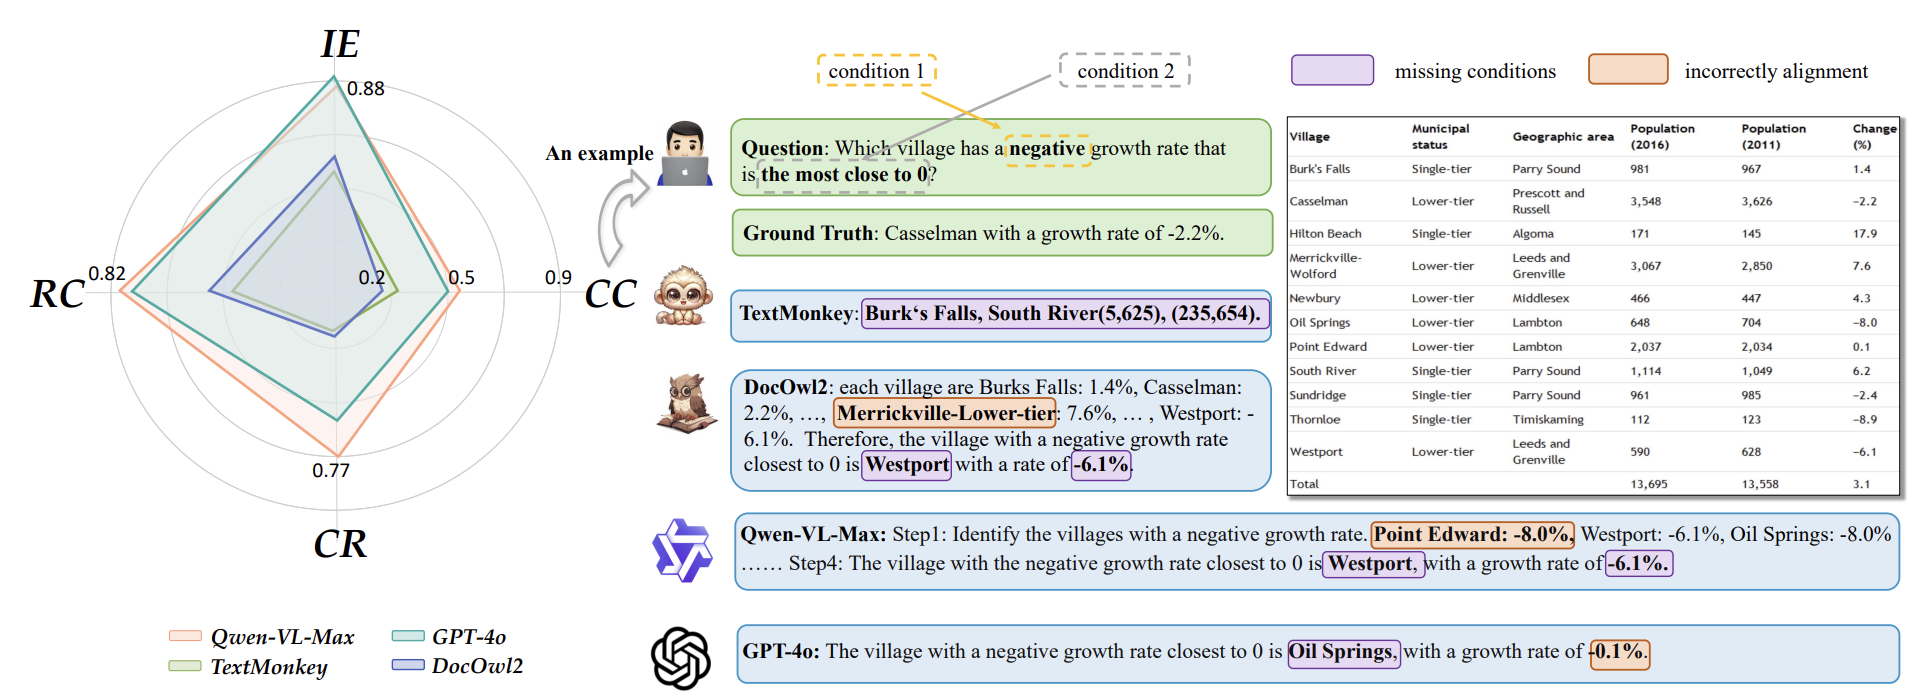 IE
0.88
RC
0.82
0.2
0.5
0.9
CC
0.77
CR
Qwen-VL-Max
GPT-4o
TextMonkey
DocOwl2
An example
condition 1
condition 2
missing conditions
incorrectly alignment
Question: Which village has a negative growth rate that
is the most close to 0?
Ground Truth: Casselman with a growth rate of -2.2%.
TextMonkey: Burk‘s Falls, South River(5,625), (235,654).
DocOwl2: each village are Burks Falls: 1.4%, Casselman:
2.2%, …, Merrickville-Lower-tier: 7.6%, … , Westport: -
6.1%. Therefore, the village with a negative growth rate
closest to 0 is Westport with a rate of -6.1%.
Village Municipal status Geographic area Population (2016) Population (2011) Change (%)
Burk's Falls Single-tier Parry Sound 981 967 1.4
Casselman Lower-tier Prescott and Russell 3,548 3,626 –2.2
Hilton Beach Single-tier Algoma 171 145 17.9
Merrickville-Wolford Lower-tier Leeds and Grenville 3,067 2,850 7.6
Newbury Lower-tier Middlesex 466 447 4.3
Oil Springs Lower-tier Lambton 648 704 –8.0
Point Edward Lower-tier Lambton 2,037 2,034 0.1
South River Single-tier Parry Sound 1,114 1,049 6.2
Sundridge Single-tier Parry Sound 961 985 –2.4
Thornloe Single-tier Timiskaming 112 123 –8.9
Westport Lower-tier Leeds and Grenville 590 628 –6.1
Total 13,695 13,558 3.1
Qwen-VL-Max: Step1: Identify the villages with a negative growth rate. Point Edward: -8.0%, Westport: -6.1%, Oil Springs: -8.0%
…… Step4: The village with the negative growth rate closest to 0 is Westport, with a growth rate of -6.1%.
GPT-4o: The village with a negative growth rate closest to 0 is Oil Springs, with a growth rate of -0.1%.